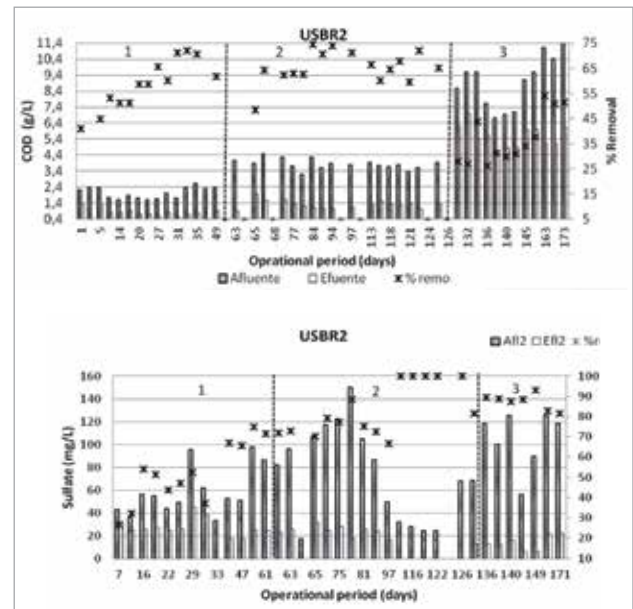 USBR2
11,4 10,4 9,4 8,4 7,4 6,4 5,4 4,4 3,4 2,4 1,4 0,4
COD (g/L)
1 2 3
75 65 55 45 35 25 15 5
% Removal
1 5 14 20 27 31 35 49 63 65 68 77 84 94 97 113 118 121 124 126 132 136 140 145 163 173
Oprational period (days)
Afluente Efuente % remo
USBR2
Afl2 Efl2 %r
160 140 120 100 80 60 40 20 0
Sulfate (mg/L)
1 2 3
100 90 80 70 60 50 40 30 20 10
7 16 22 29 33 47 61 63 65 75 81 97 116 122 126 136 140 149 171
Operational period (days)